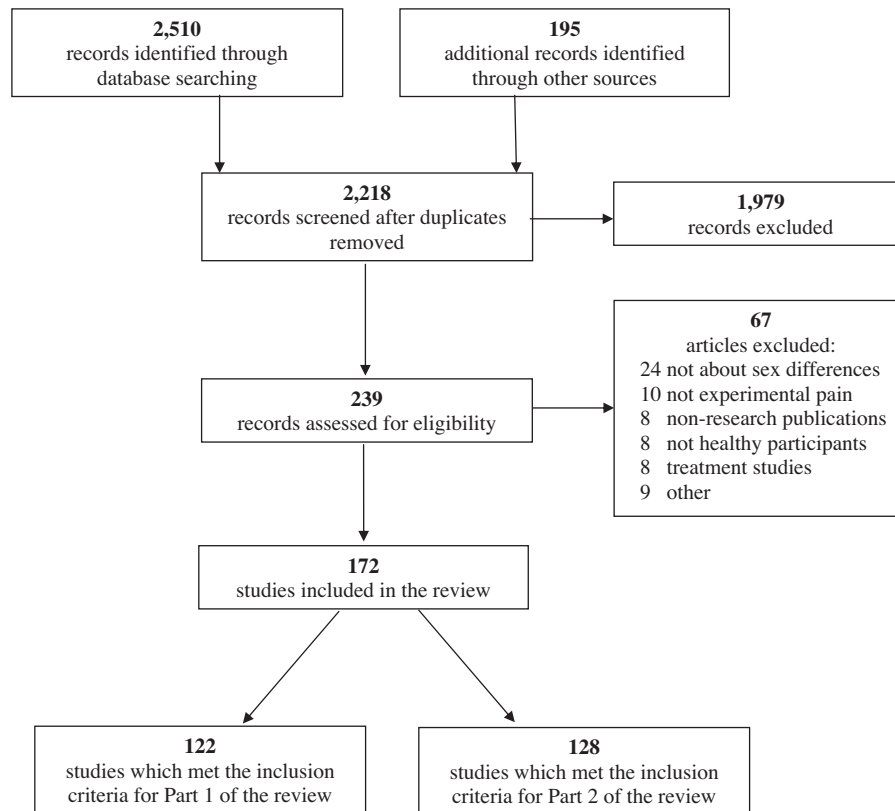 2,510
records identified through
database searching
195
additional records identified
through other sources
2,218
records screened after duplicates
removed
1,979
records excluded
67
articles excluded:
24 not about sex differences
10 not experimental pain
8 non-research publications
8 not healthy participants
8 treatment studies
9 other
239
records assessed for eligibility
172
studies included in the review
122
studies which met the inclusion
criteria for Part 1 of the review
128
studies which met the inclusion
criteria for Part 2 of the review